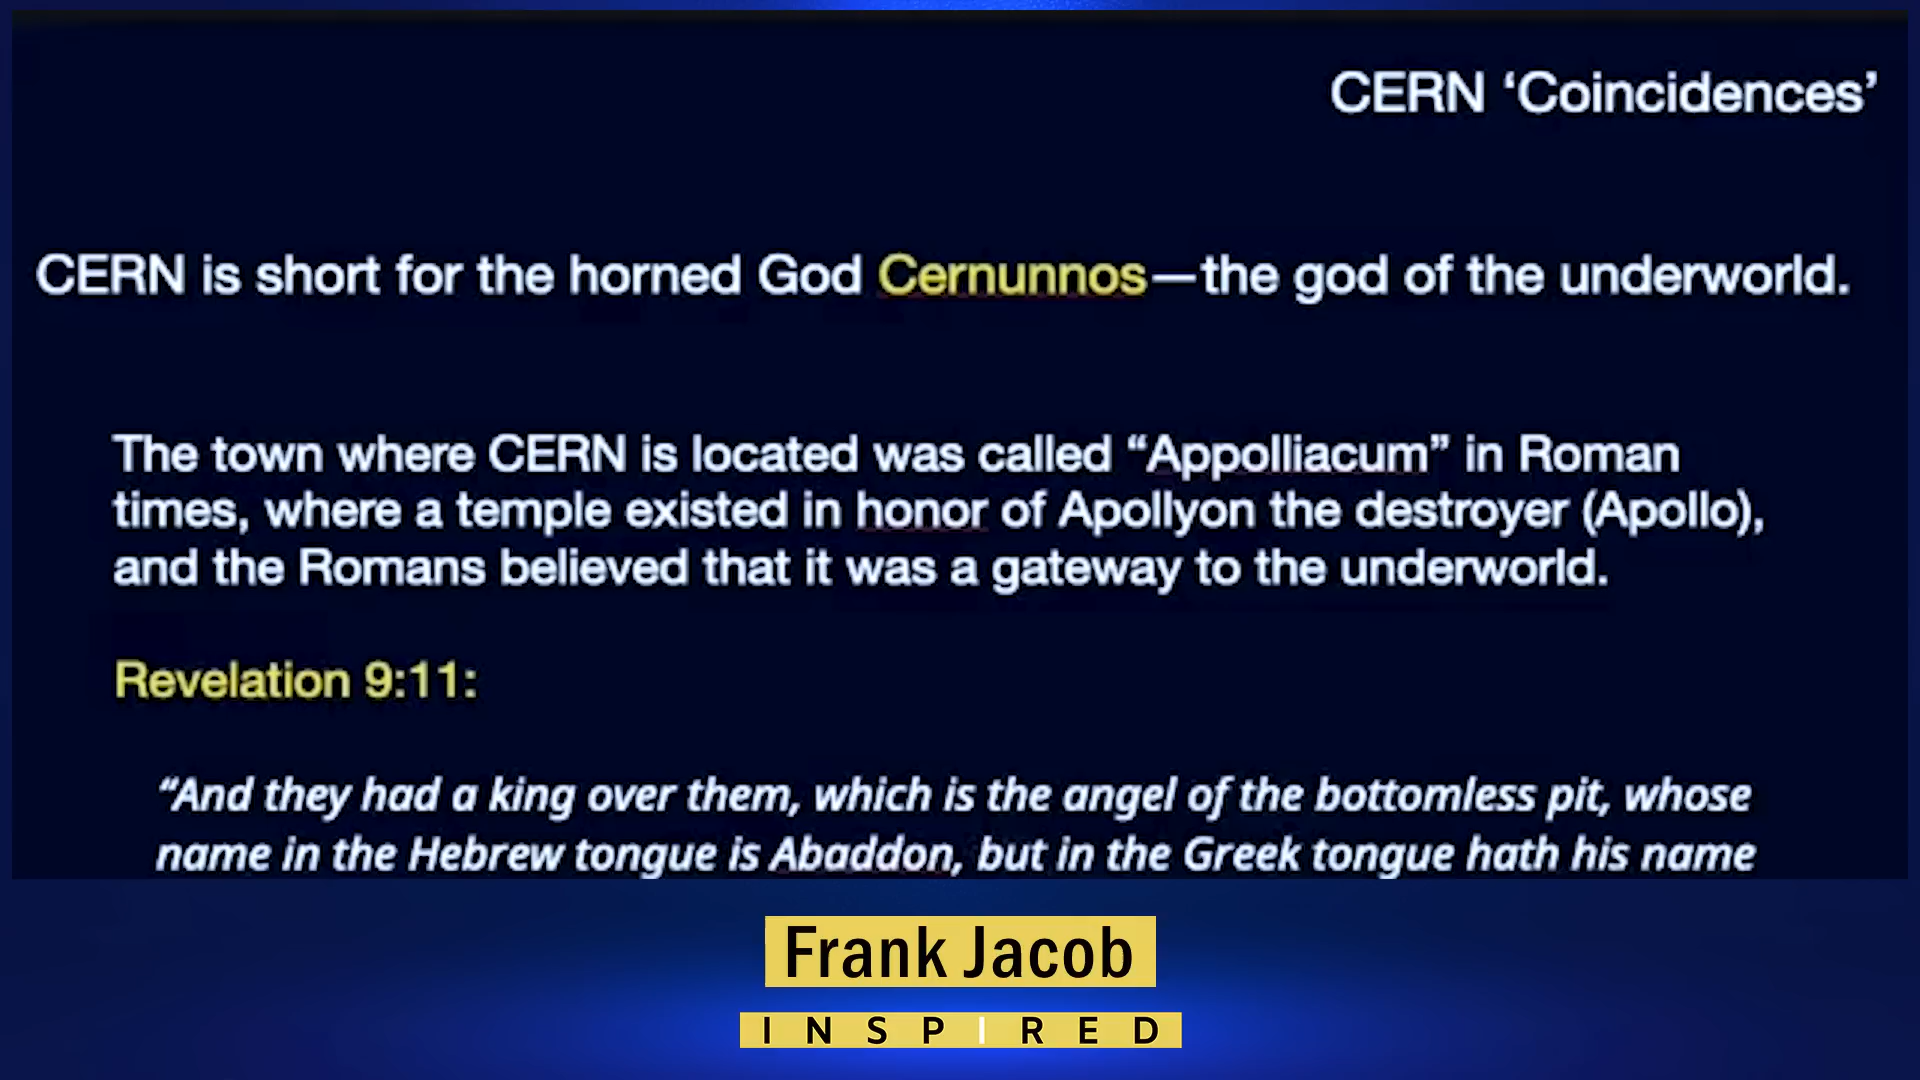 CERN ‘Coincidences’
CERN is short for the horned God Cernunnos—the god of the underworld.
The town where CERN is located was called “Appolliacum” in Roman
times, where a temple existed in honor of Apollyon the destroyer (Apollo),
and the Romans believed that it was a gateway to the underworld.
Revelation 9:11:
“And they had a king over them, which is the angel of the bottomless pit, whose
name in the Hebrew tongue is Abaddon, but in the Greek tongue hath his name
Frank Jacob
INSPIRED